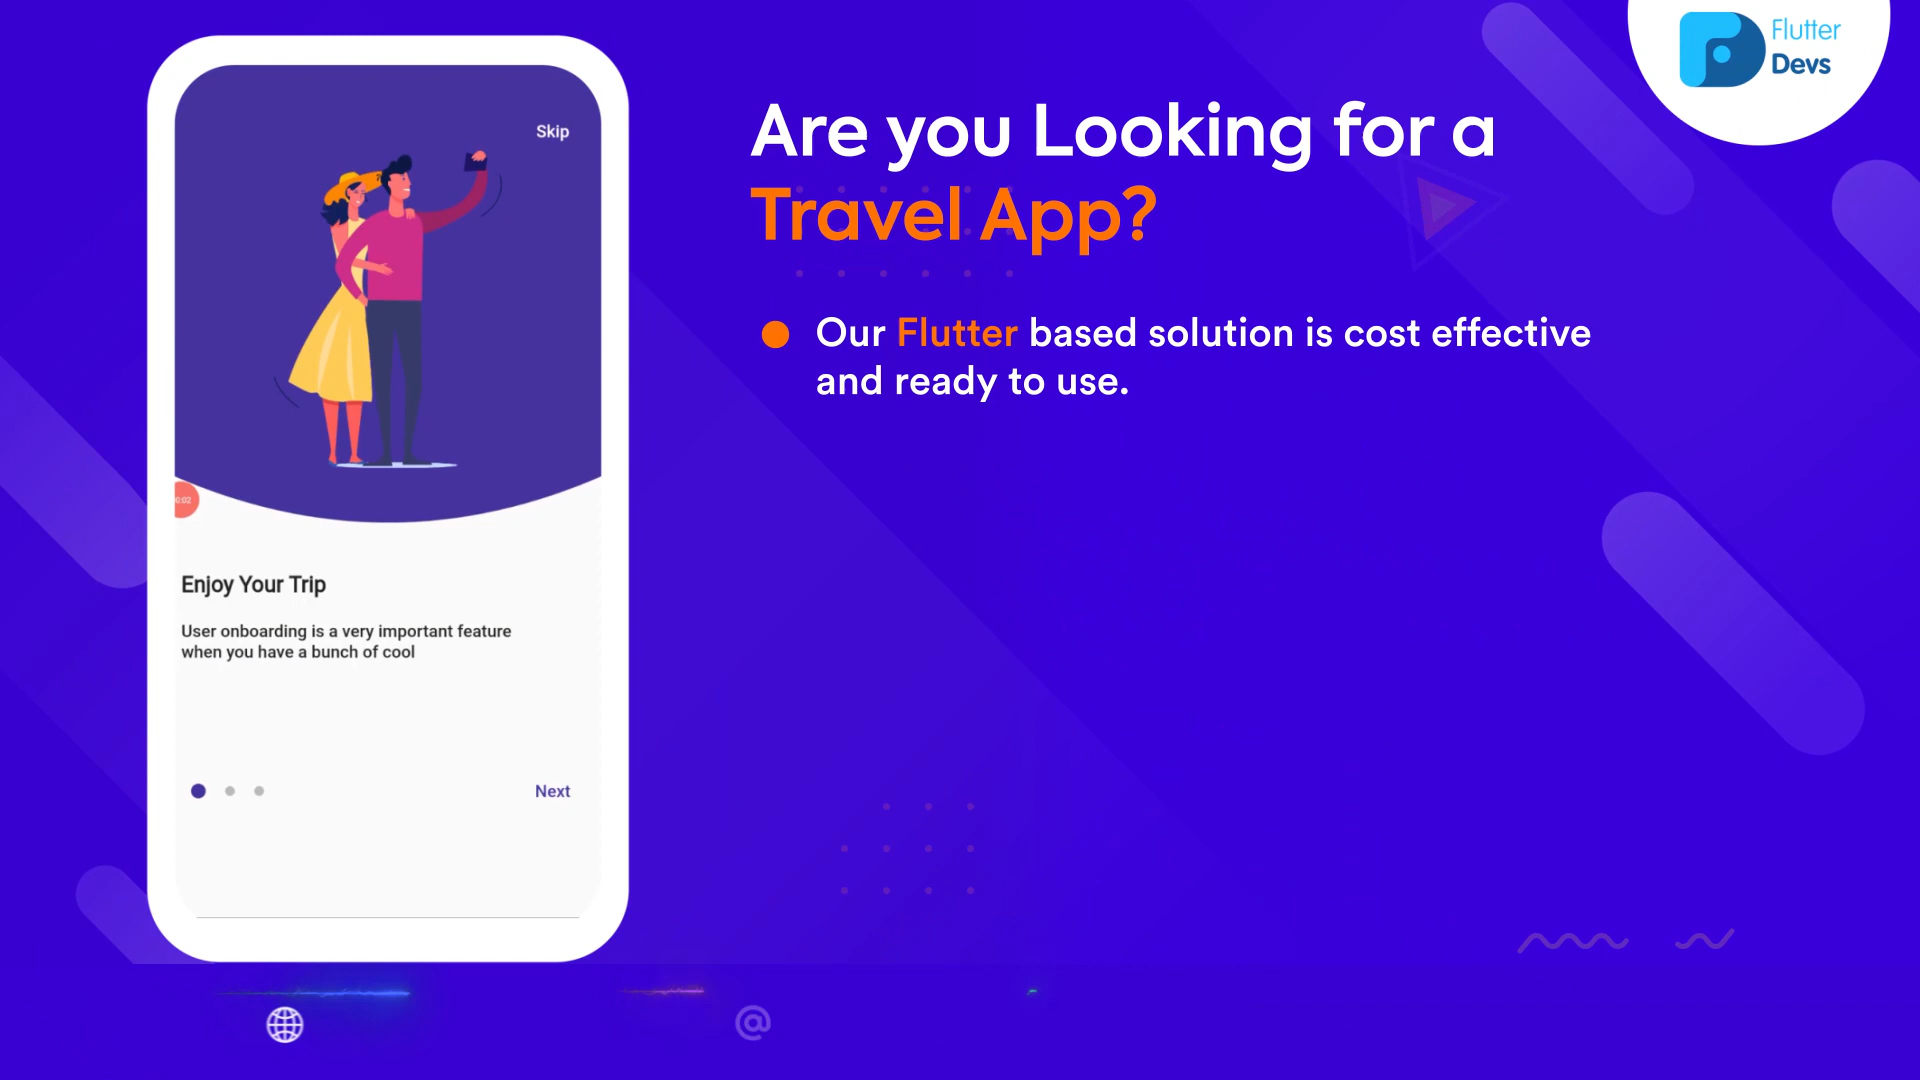 Flutter
Devs
Are you Looking for a
Travel App?
Our Flutter based solution is cost effective
and ready to use.
Skip
Enjoy Your Trip
User onboarding is a very important feature
when you have a bunch of cool
Next
@